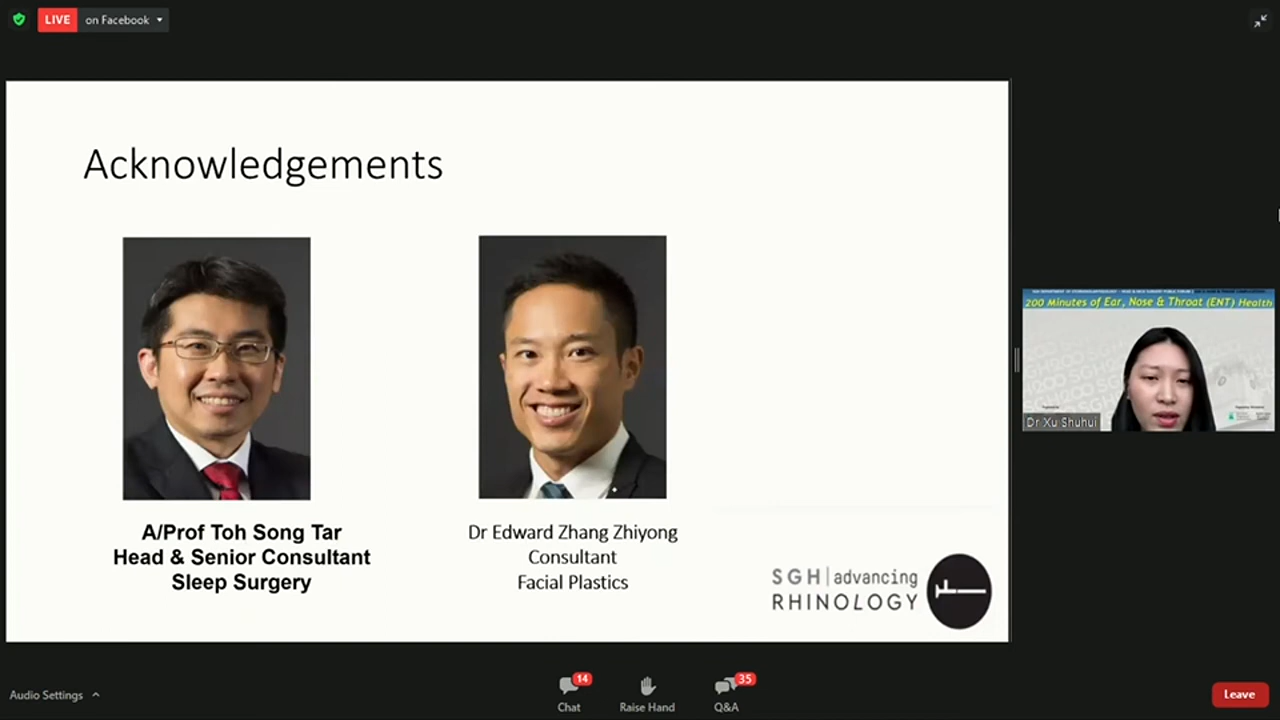 LIVE on Facebook
Acknowledgements
A/Prof Toh Song Tar
Head & Senior Consultant
Sleep Surgery
Dr Edward Zhang Zhiyong
Consultant
Facial Plastics
SGH | advancing
RHINOLOGY
200 Minutes of Ear, Nose & Throat (ENT) Health
Dr Xu Shuhui
Audio Settings
14
Chat
Raise Hand
35
Q&A
Leave